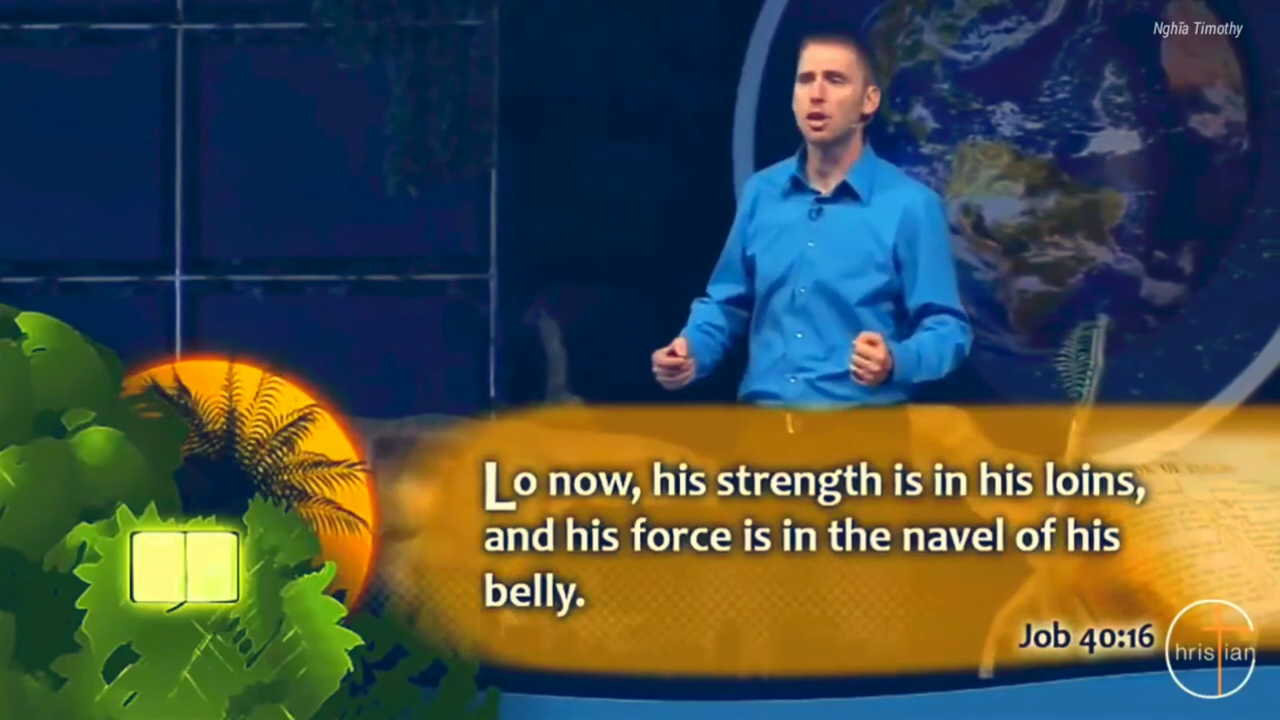 Nghĩa Timothy
Lo now, his strength is in his loins,
and his force is in the navel of his
belly.
Job 40:16
hristian